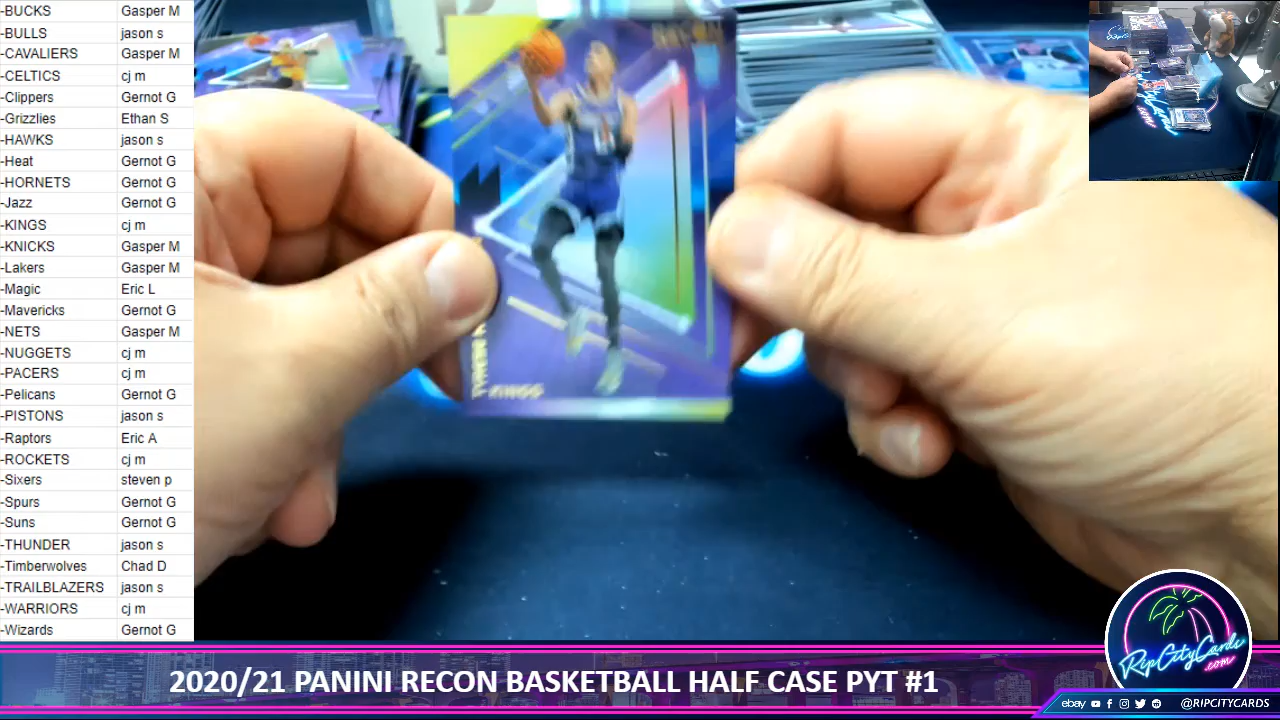 -BUCKS Gasper M
-BULLS jason s
-CAVALIERS Gasper M
-CELTICS cj m
-Clippers Gernot G
-Grizzlies Ethan S
-HAWKS jason s
-Heat Gernot G
-HORNETS Gernot G
-Jazz Gernot G
-KINGS cj m
-KNICKS Gasper M
-Lakers Gasper M
-Magic Eric L
-Mavericks Gernot G
-NETS Gasper M
-NUGGETS cj m
-PACERS cj m
-Pelicans Gernot G
-PISTONS jason s
-Raptors Eric A
-ROCKETS cj m
-Sixers steven p
-Spurs Gernot G
-Suns Gernot G
-THUNDER jason s
-Timberwolves Chad D
-TRAILBLAZERS jason s
-WARRIORS cj m
-Wizards Gernot G
KINGS
RipCityCards
.com
2020/21 PANINI RECON BASKETBALL HALF CASE PYT #1
ebay @RIPCITYCARDS